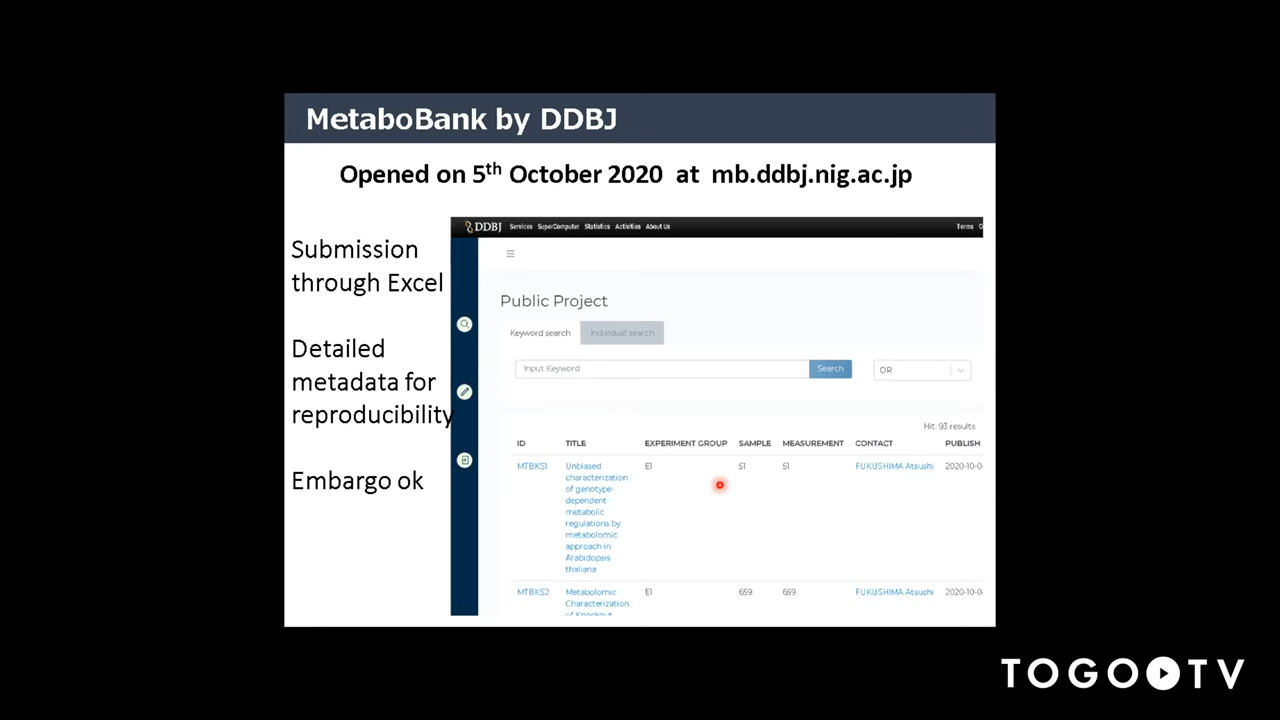 MetaboBank by DDBJ
Opened on 5th October 2020 at mb.ddbj.nig.ac.jp
Submission
through Excel
Detailed
metadata for
reproducibility
Embargo ok
DDBJ Services SuperComputer Statistics Activities About Us Terms
Public Project
Keyword search Individual search
Input Keyword Search OR
Hit: 93 results
ID TITLE EXPERIMENT GROUP SAMPLE MEASUREMENT CONTACT PUBLISH
MTBKS1 Unbiased E1 51 51 FUKUSHIMA Atsushi 2020-10-0
characterization
of genotype-
dependent
metabolic
regulations by
metabolomic
approach in
Arabidopsis
thaliana
MTBKS2 Metabolomic E1 659 659 FUKUSHIMA Atsushi 2020-10-0
Characterization
of Knockout
TOGO TV